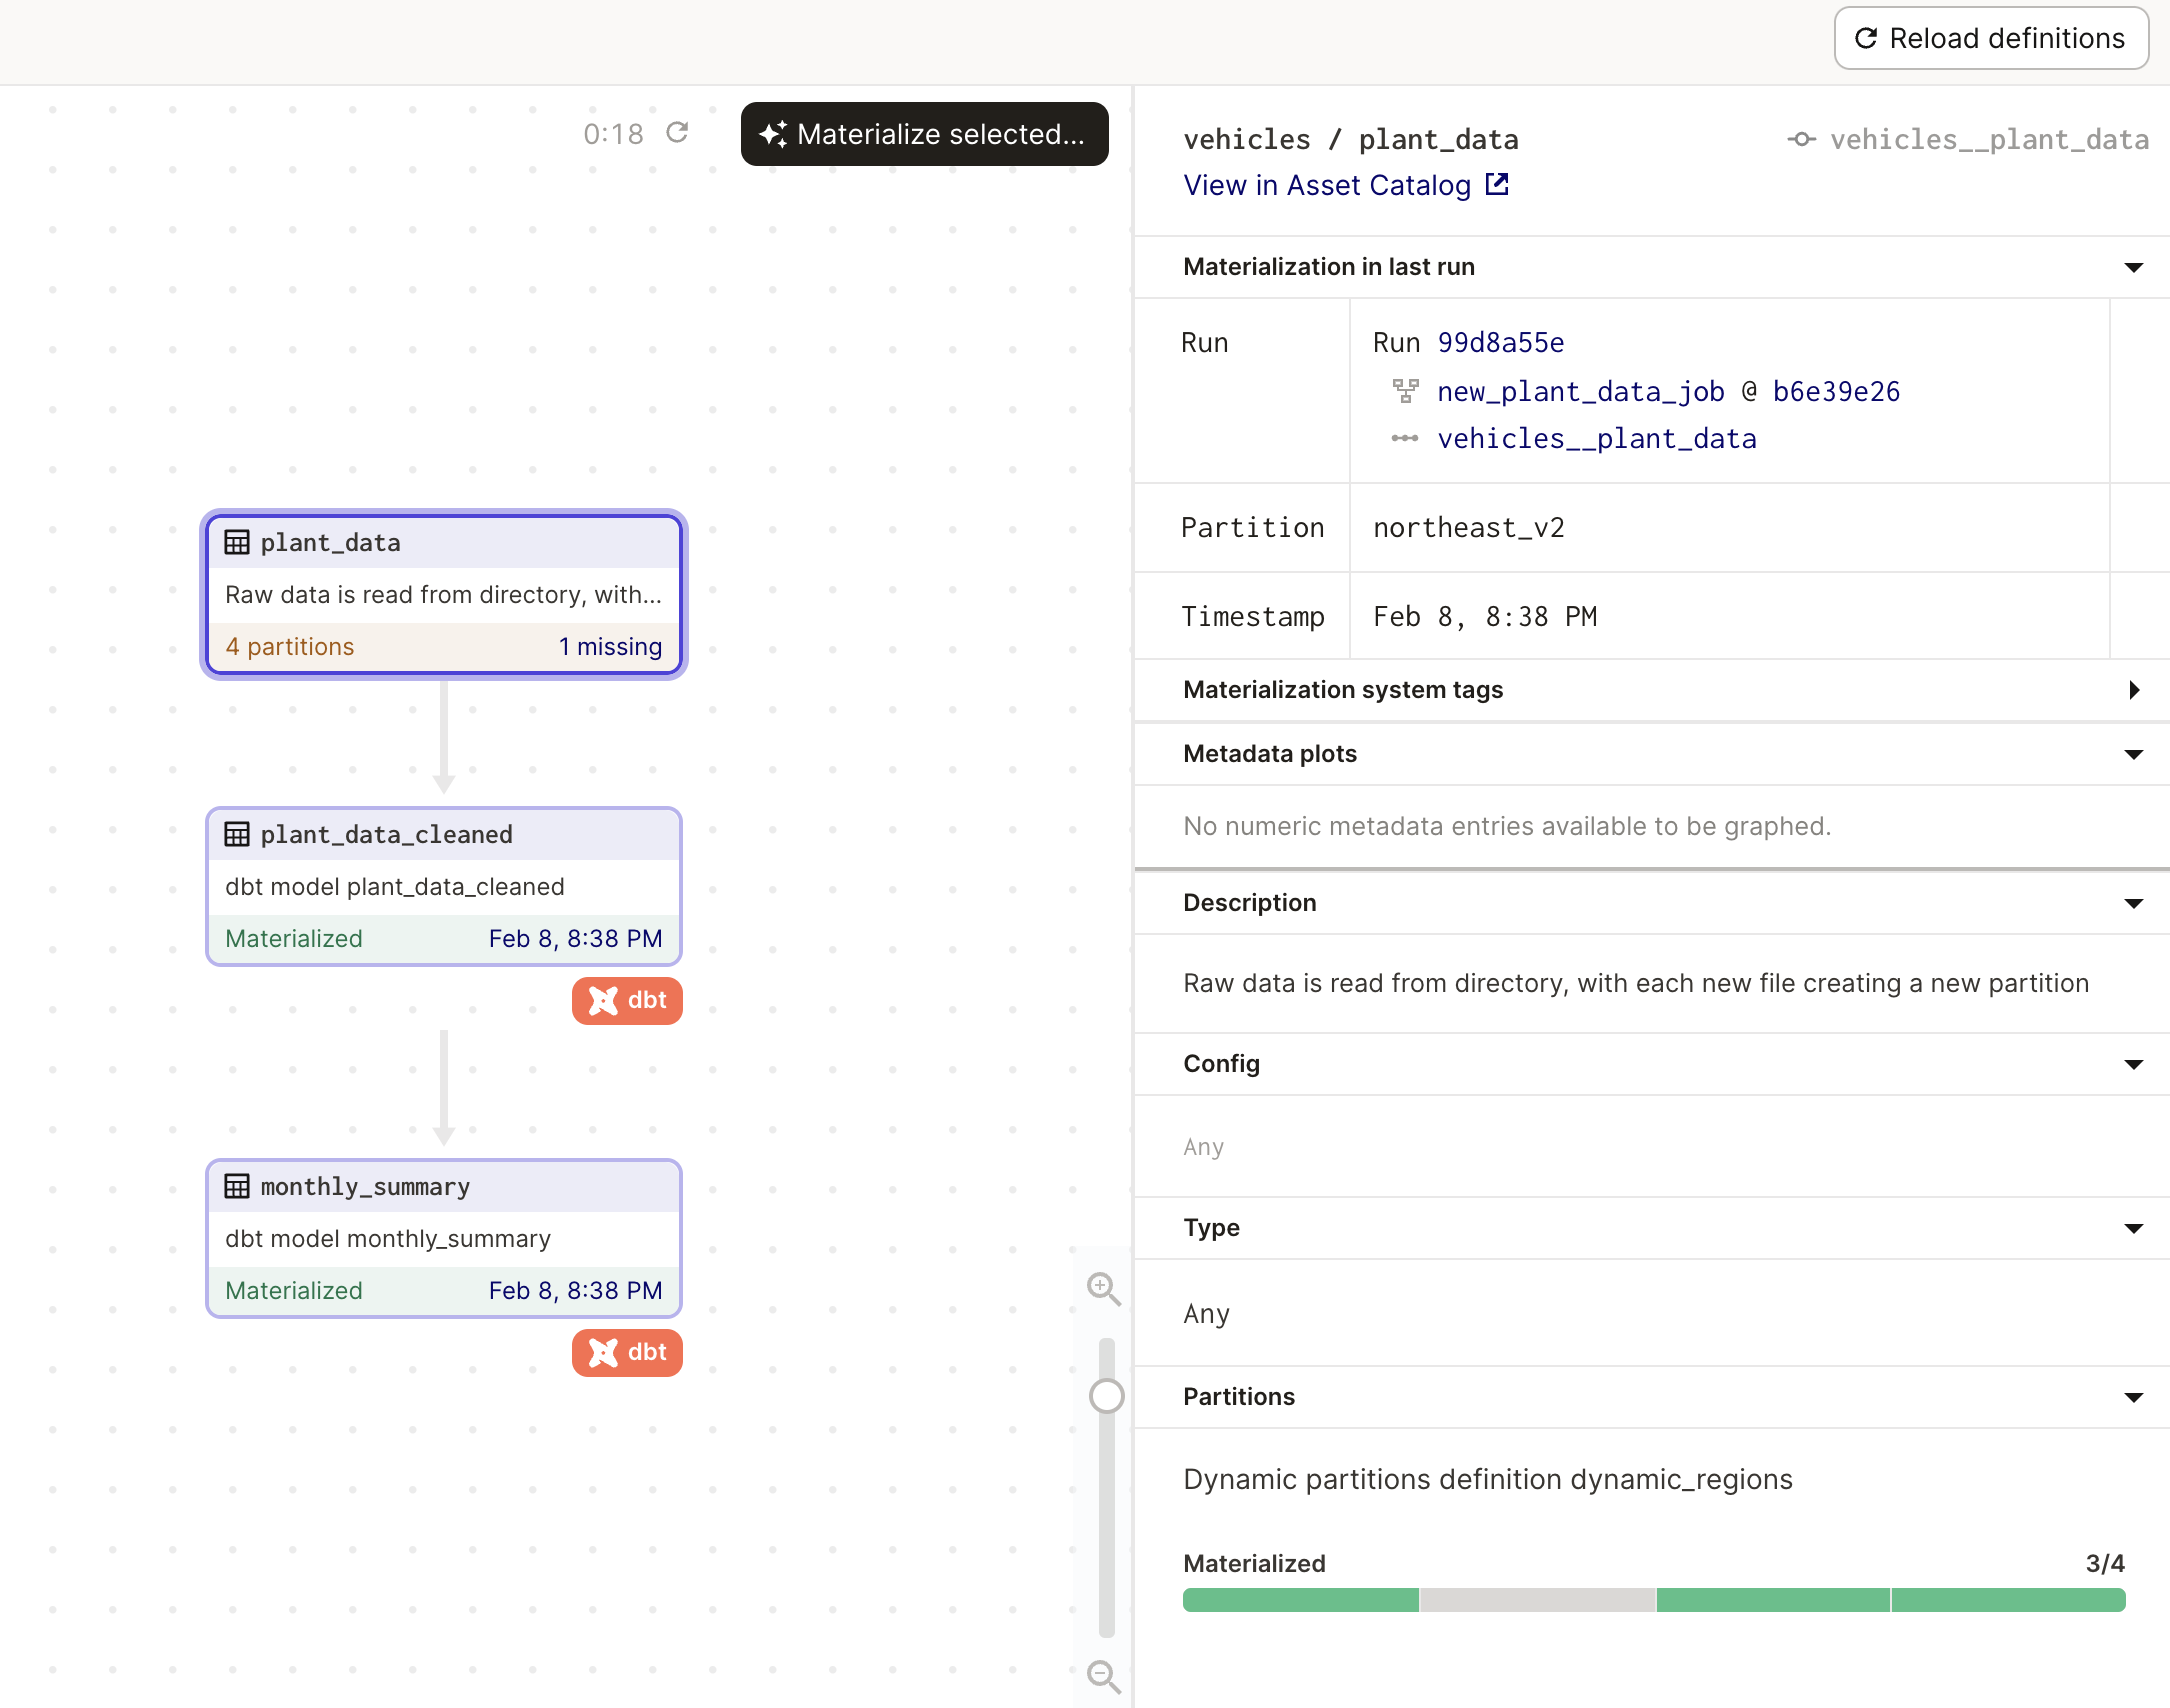 Reload definitions
0:18
Materialize selected...
plant_data
Raw data is read from directory, with...
4 partitions 1 missing
plant_data_cleaned
dbt model plant_data_cleaned
Materialized Feb 8, 8:38 PM
dbt
monthly_summary
dbt model monthly_summary
Materialized Feb 8, 8:38 PM
dbt
vehicles / plant_data vehicles__plant_data
View in Asset Catalog
Materialization in last run
Run Run 99d8a55e
new_plant_data_job @ b6e39e26
vehicles__plant_data
Partition northeast_v2
Timestamp Feb 8, 8:38 PM
Materialization system tags
Metadata plots
No numeric metadata entries available to be graphed.
Description
Raw data is read from directory, with each new file creating a new partition
Config
Any
Type
Any
Partitions
Dynamic partitions definition dynamic_regions
Materialized 3/4